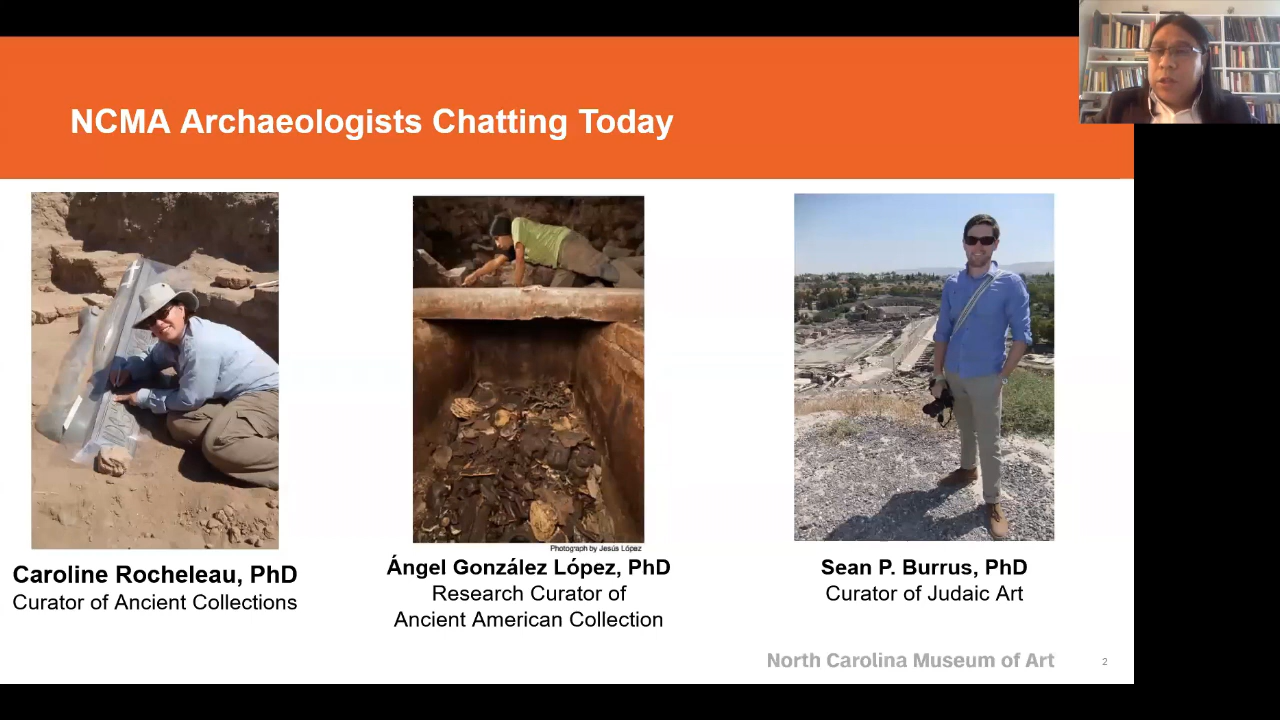 NCMA Archaeologists Chatting Today
Photograph by Jesús López
Caroline Rocheleau, PhD
Curator of Ancient Collections
Ángel González López, PhD
Research Curator of
Ancient American Collection
Sean P. Burrus, PhD
Curator of Judaic Art
North Carolina Museum of Art
2